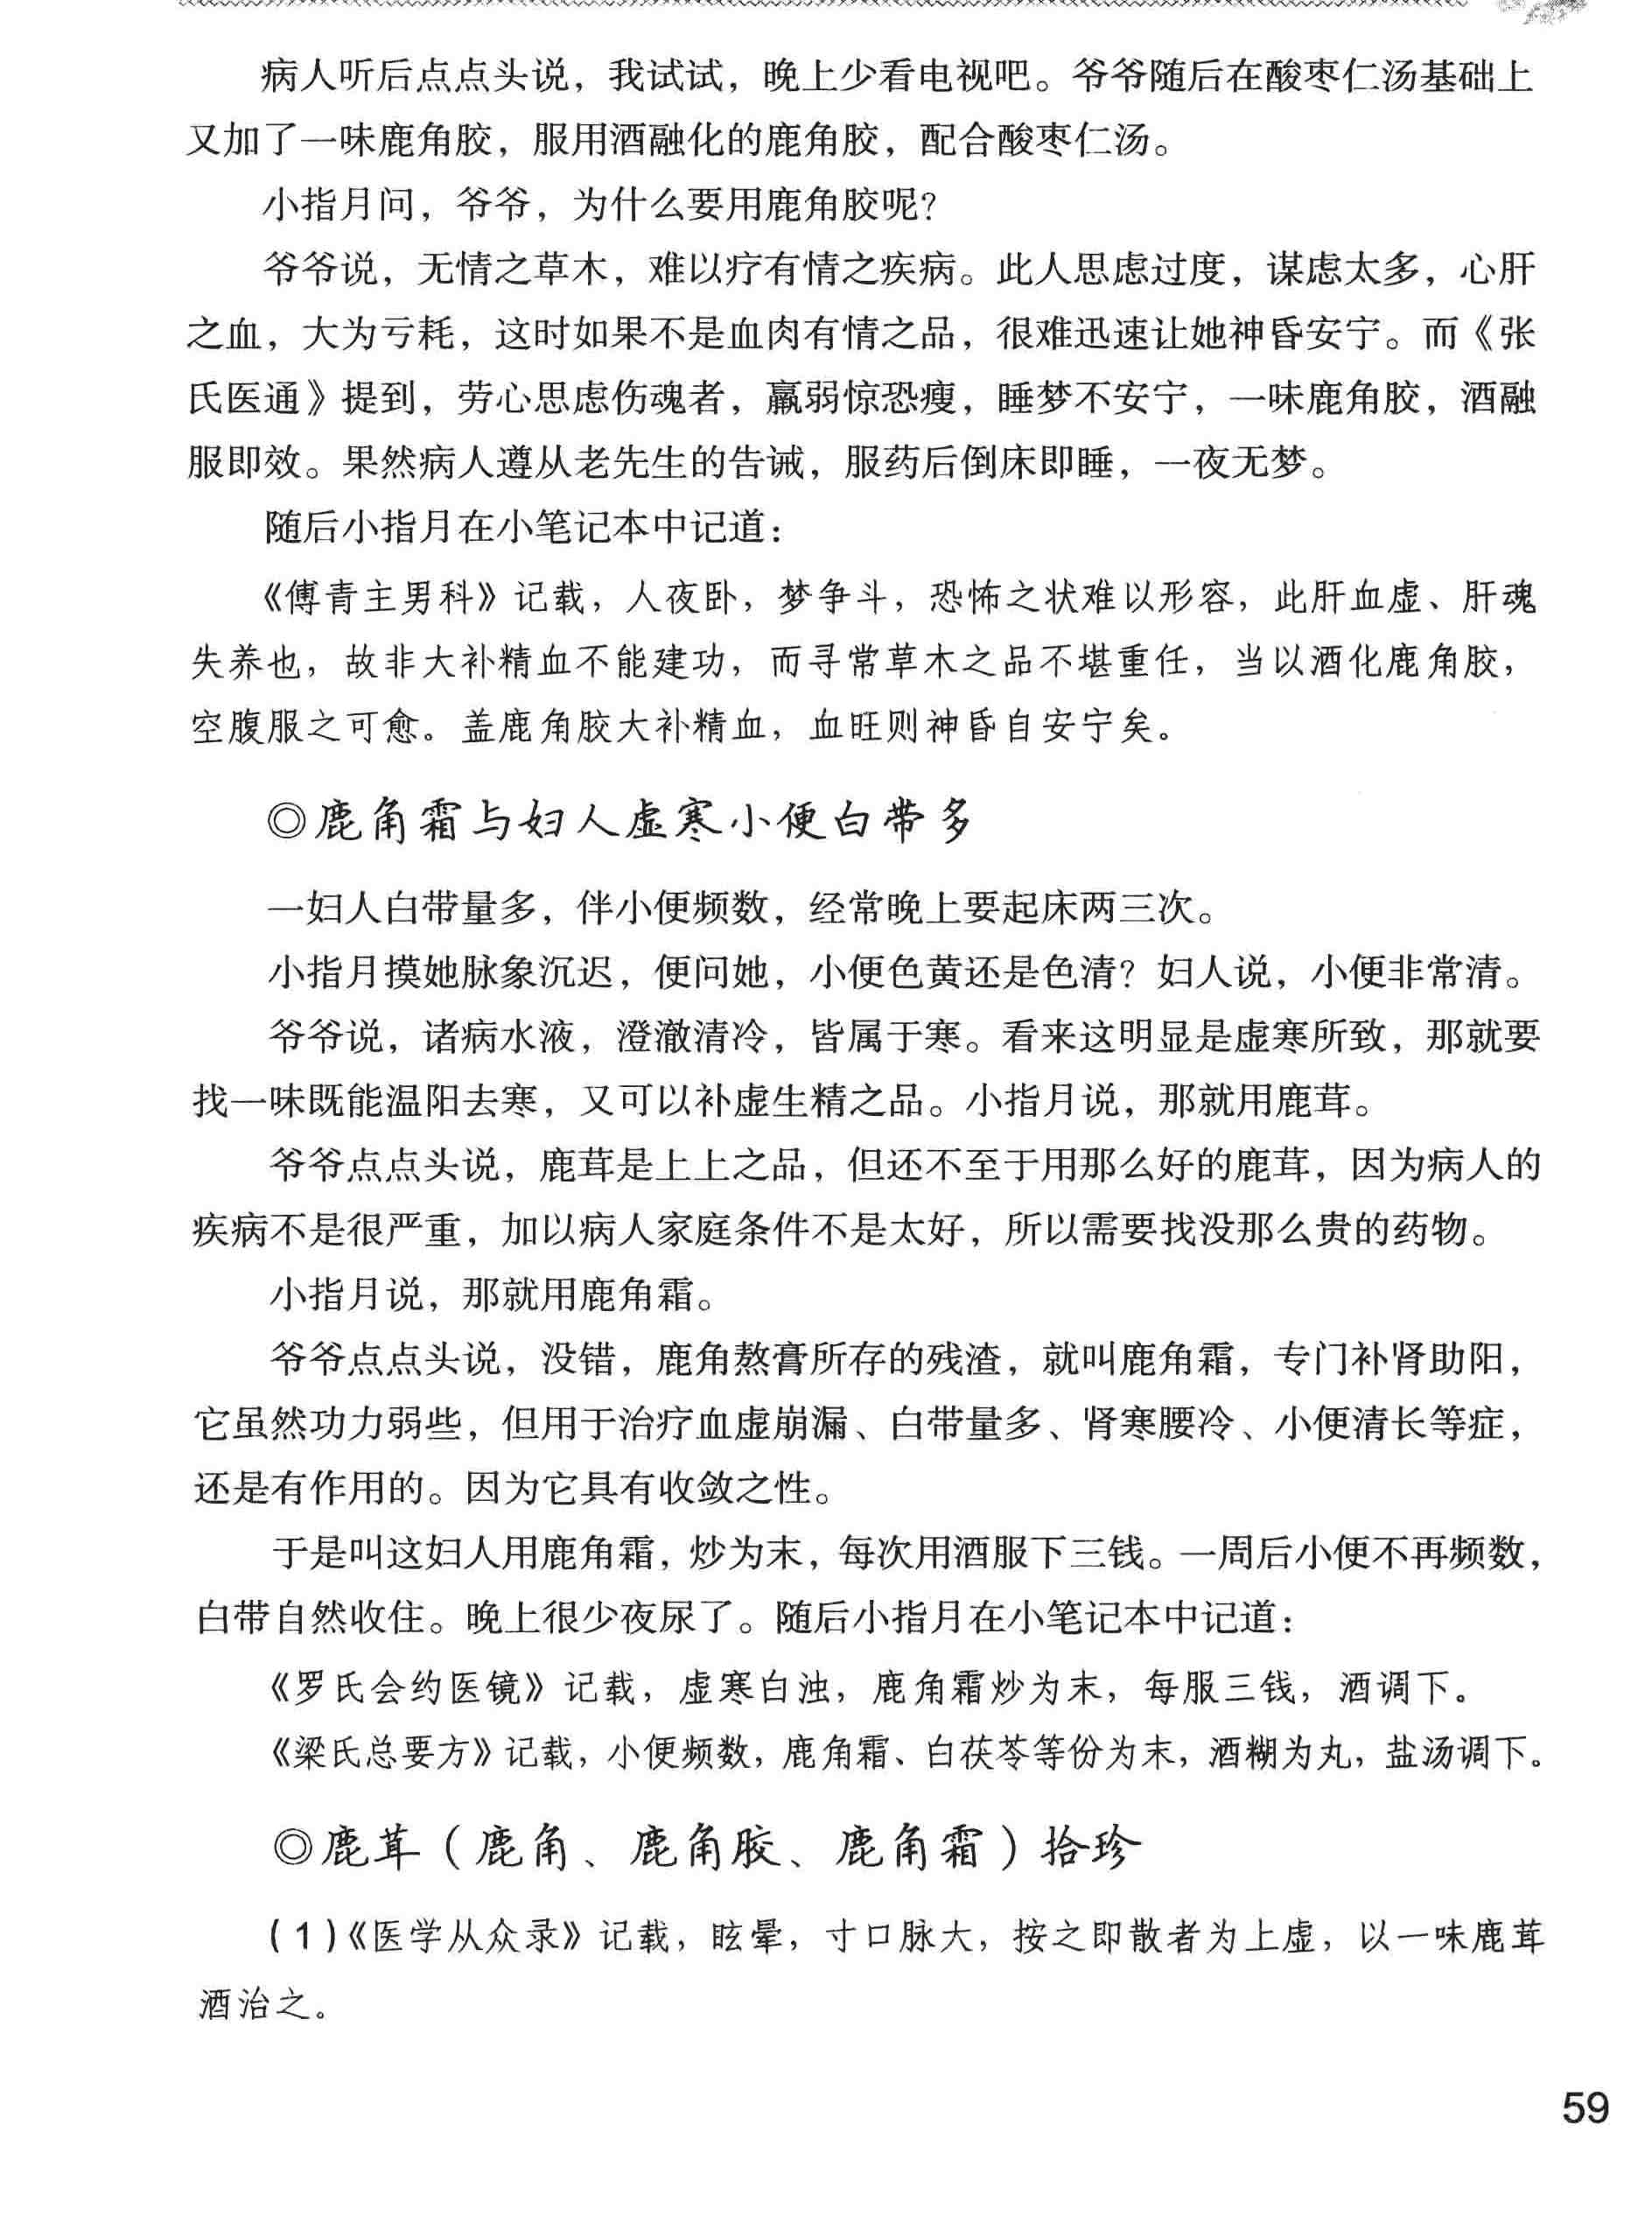 病人听后点点头说，我试试，晚上少看电视吧。爷爷随后在酸枣仁汤基础上
又加了一味鹿角胶，服用酒融化的鹿角胶，配合酸枣仁汤。
小指月问，爷爷，为什么要用鹿角胶呢？
爷爷说，无情之草木，难以疗有情之疾病。此人思虑过度，谋虑太多，心肝
之血，大为亏耗，这时如果不是血肉有情之品，很难迅速让她神昏安宁。而《张
氏医通》提到，劳心思虑伤魂者，羸弱惊恐瘦，睡梦不安宁，一味鹿角胶，酒融
服即效。果然病人遵从老先生的告诫，服药后倒床即睡，一夜无梦。
随后小指月在小笔记本中记道：
《傅青主男科》记载，人夜卧，梦争斗，恐怖之状难以形容，此肝血虚、肝魂
失养也，故非大补精血不能建功，而寻常草木之品不堪重任，当以酒化鹿角胶，
空腹服之可愈。盖鹿角胶大补精血，血旺则神昏自安宁矣。
◎鹿角霜与妇人虚寒小便白带多
一妇人白带量多，伴小便频数，经常晚上要起床两三次。
小指月摸她脉象沉迟，便问她，小便色黄还是色清？妇人说，小便非常清。
爷爷说，诸病水液，澄澈清冷，皆属于寒。看来这明显是虚寒所致，那就要
找一味既能温阳去寒，又可以补虚生精之品。小指月说，那就用鹿茸。
爷爷点点头说，鹿茸是上上之品，但还不至于用那么好的鹿茸，因为病人的
疾病不是很严重，加以病人家庭条件不是太好，所以需要找没那么贵的药物。
小指月说，那就用鹿角霜。
爷爷点点头说，没错，鹿角熬膏所存的残渣，就叫鹿角霜，专门补肾助阳，
它虽然功力弱些，但用于治疗血虚崩漏、白带量多、肾寒腰冷、小便清长等症，
还是有作用的。因为它具有收敛之性。
于是叫这妇人用鹿角霜，炒为末，每次用酒服下三钱。一周后小便不再频数，
白带自然收住。晚上很少夜尿了。随后小指月在小笔记本中记道：
《罗氏会约医镜》记载，虚寒白浊，鹿角霜炒为末，每服三钱，酒调下。
《梁氏总要方》记载，小便频数，鹿角霜、白茯苓等份为末，酒糊为丸，盐汤调下。
◎鹿茸（鹿角、鹿角胶、鹿角霜）拾珍
(1)《医学从众录》记载，眩晕，寸口脉大，按之即散者为上虚，以一味鹿茸
酒治之。
59